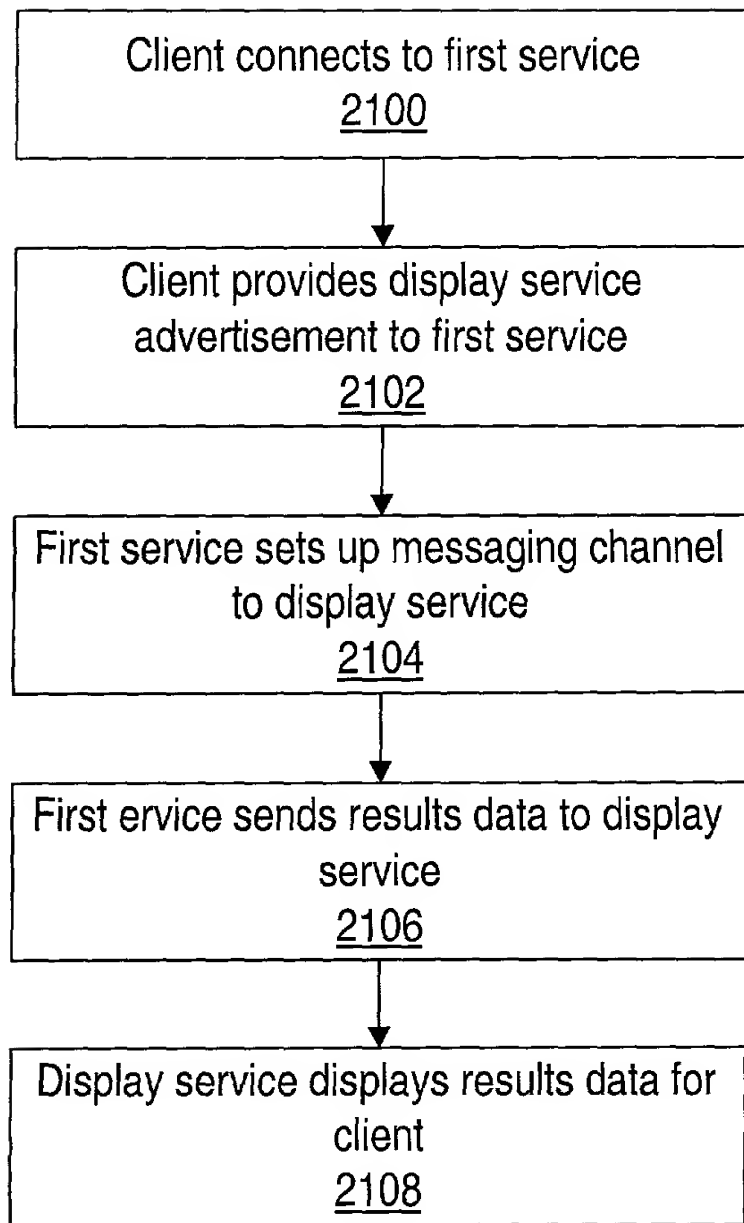 Client connects to first service
2100
Client provides display service
advertisement to first service
2102
First service sets up messaging channel
to display service
2104
First ervice sends results data to display
service
2106
Display service displays results data for
client
2108